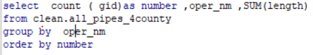 select  count ( gid)as number ,oper_nm ,SUM(length)
from clean.all_pipes_4county
group by  oper_nm
order by number